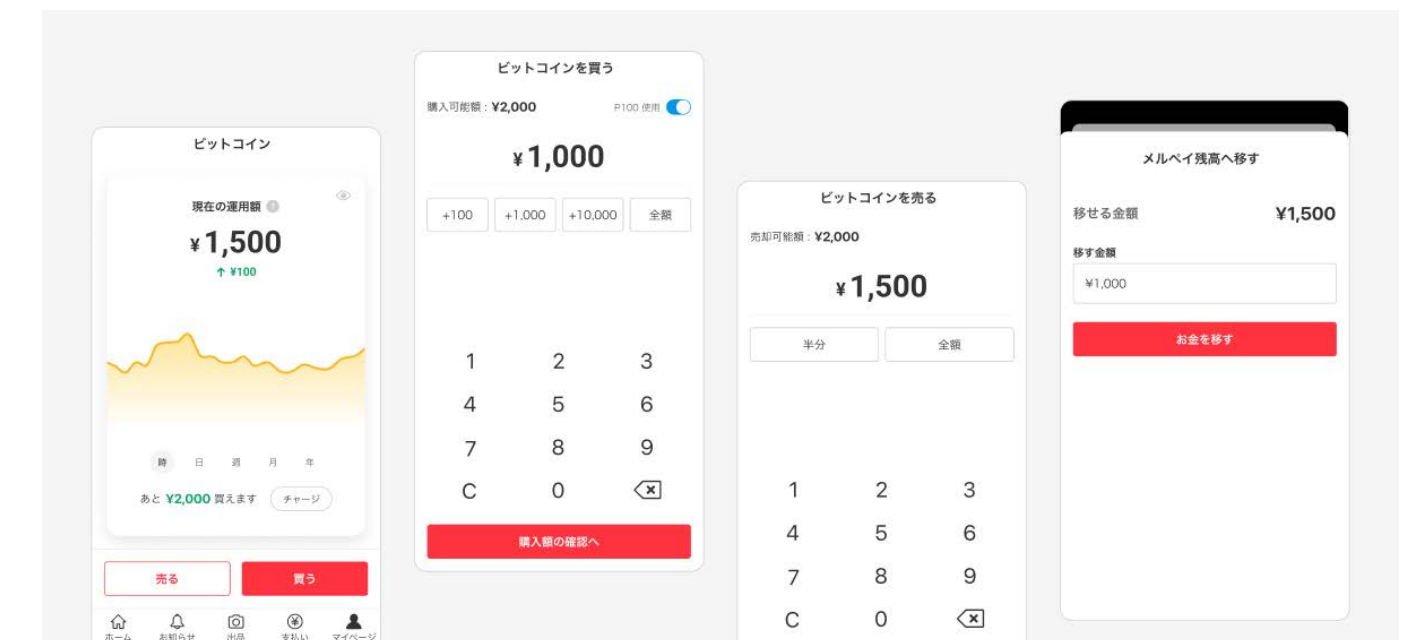 ビットコイン
現在の運用額
¥1,500
↑ ¥100
時 日 週 月 年
あと ¥2,000 買えます チャージ
売る 買う
ホーム お知らせ 出品 支払い マイページ
ビットコインを買う
購入可能額 : ¥2,000 P100 使用
¥1,000
+100 +1,000 +10,000 全額
1 2 3
4 5 6
7 8 9
C 0
購入額の確認へ
ビットコインを売る
売却可能額 : ¥2,000
¥1,500
半分 全額
1 2 3
4 5 6
7 8 9
C 0
メルペイ残高へ移す
移せる金額 ¥1,500
移す金額
¥1,000
お金を移す